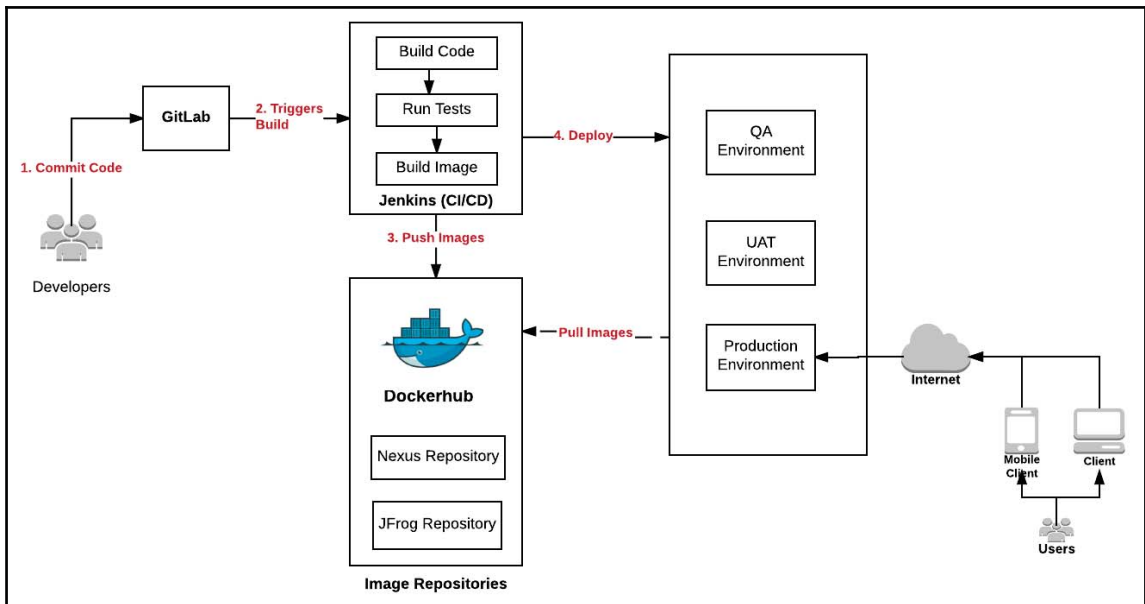 Build Code
Run Tests
Build Image
Jenkins (CI/CD)
GitLab
2. Triggers
Build
1. Commit Code
Developers
4. Deploy
3. Push Images
QA
Environment
UAT
Environment
Production
Environment
Pull Images
Dockerhub
Nexus Repository
JFrog Repository
Image Repositories
Internet
Mobile
Client
Client
Users